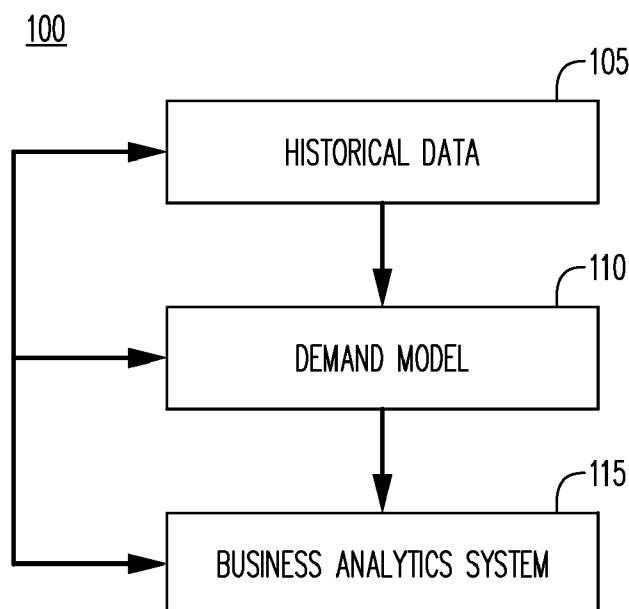 100
105
HISTORICAL DATA
110
DEMAND MODEL
115
BUSINESS ANALYTICS SYSTEM